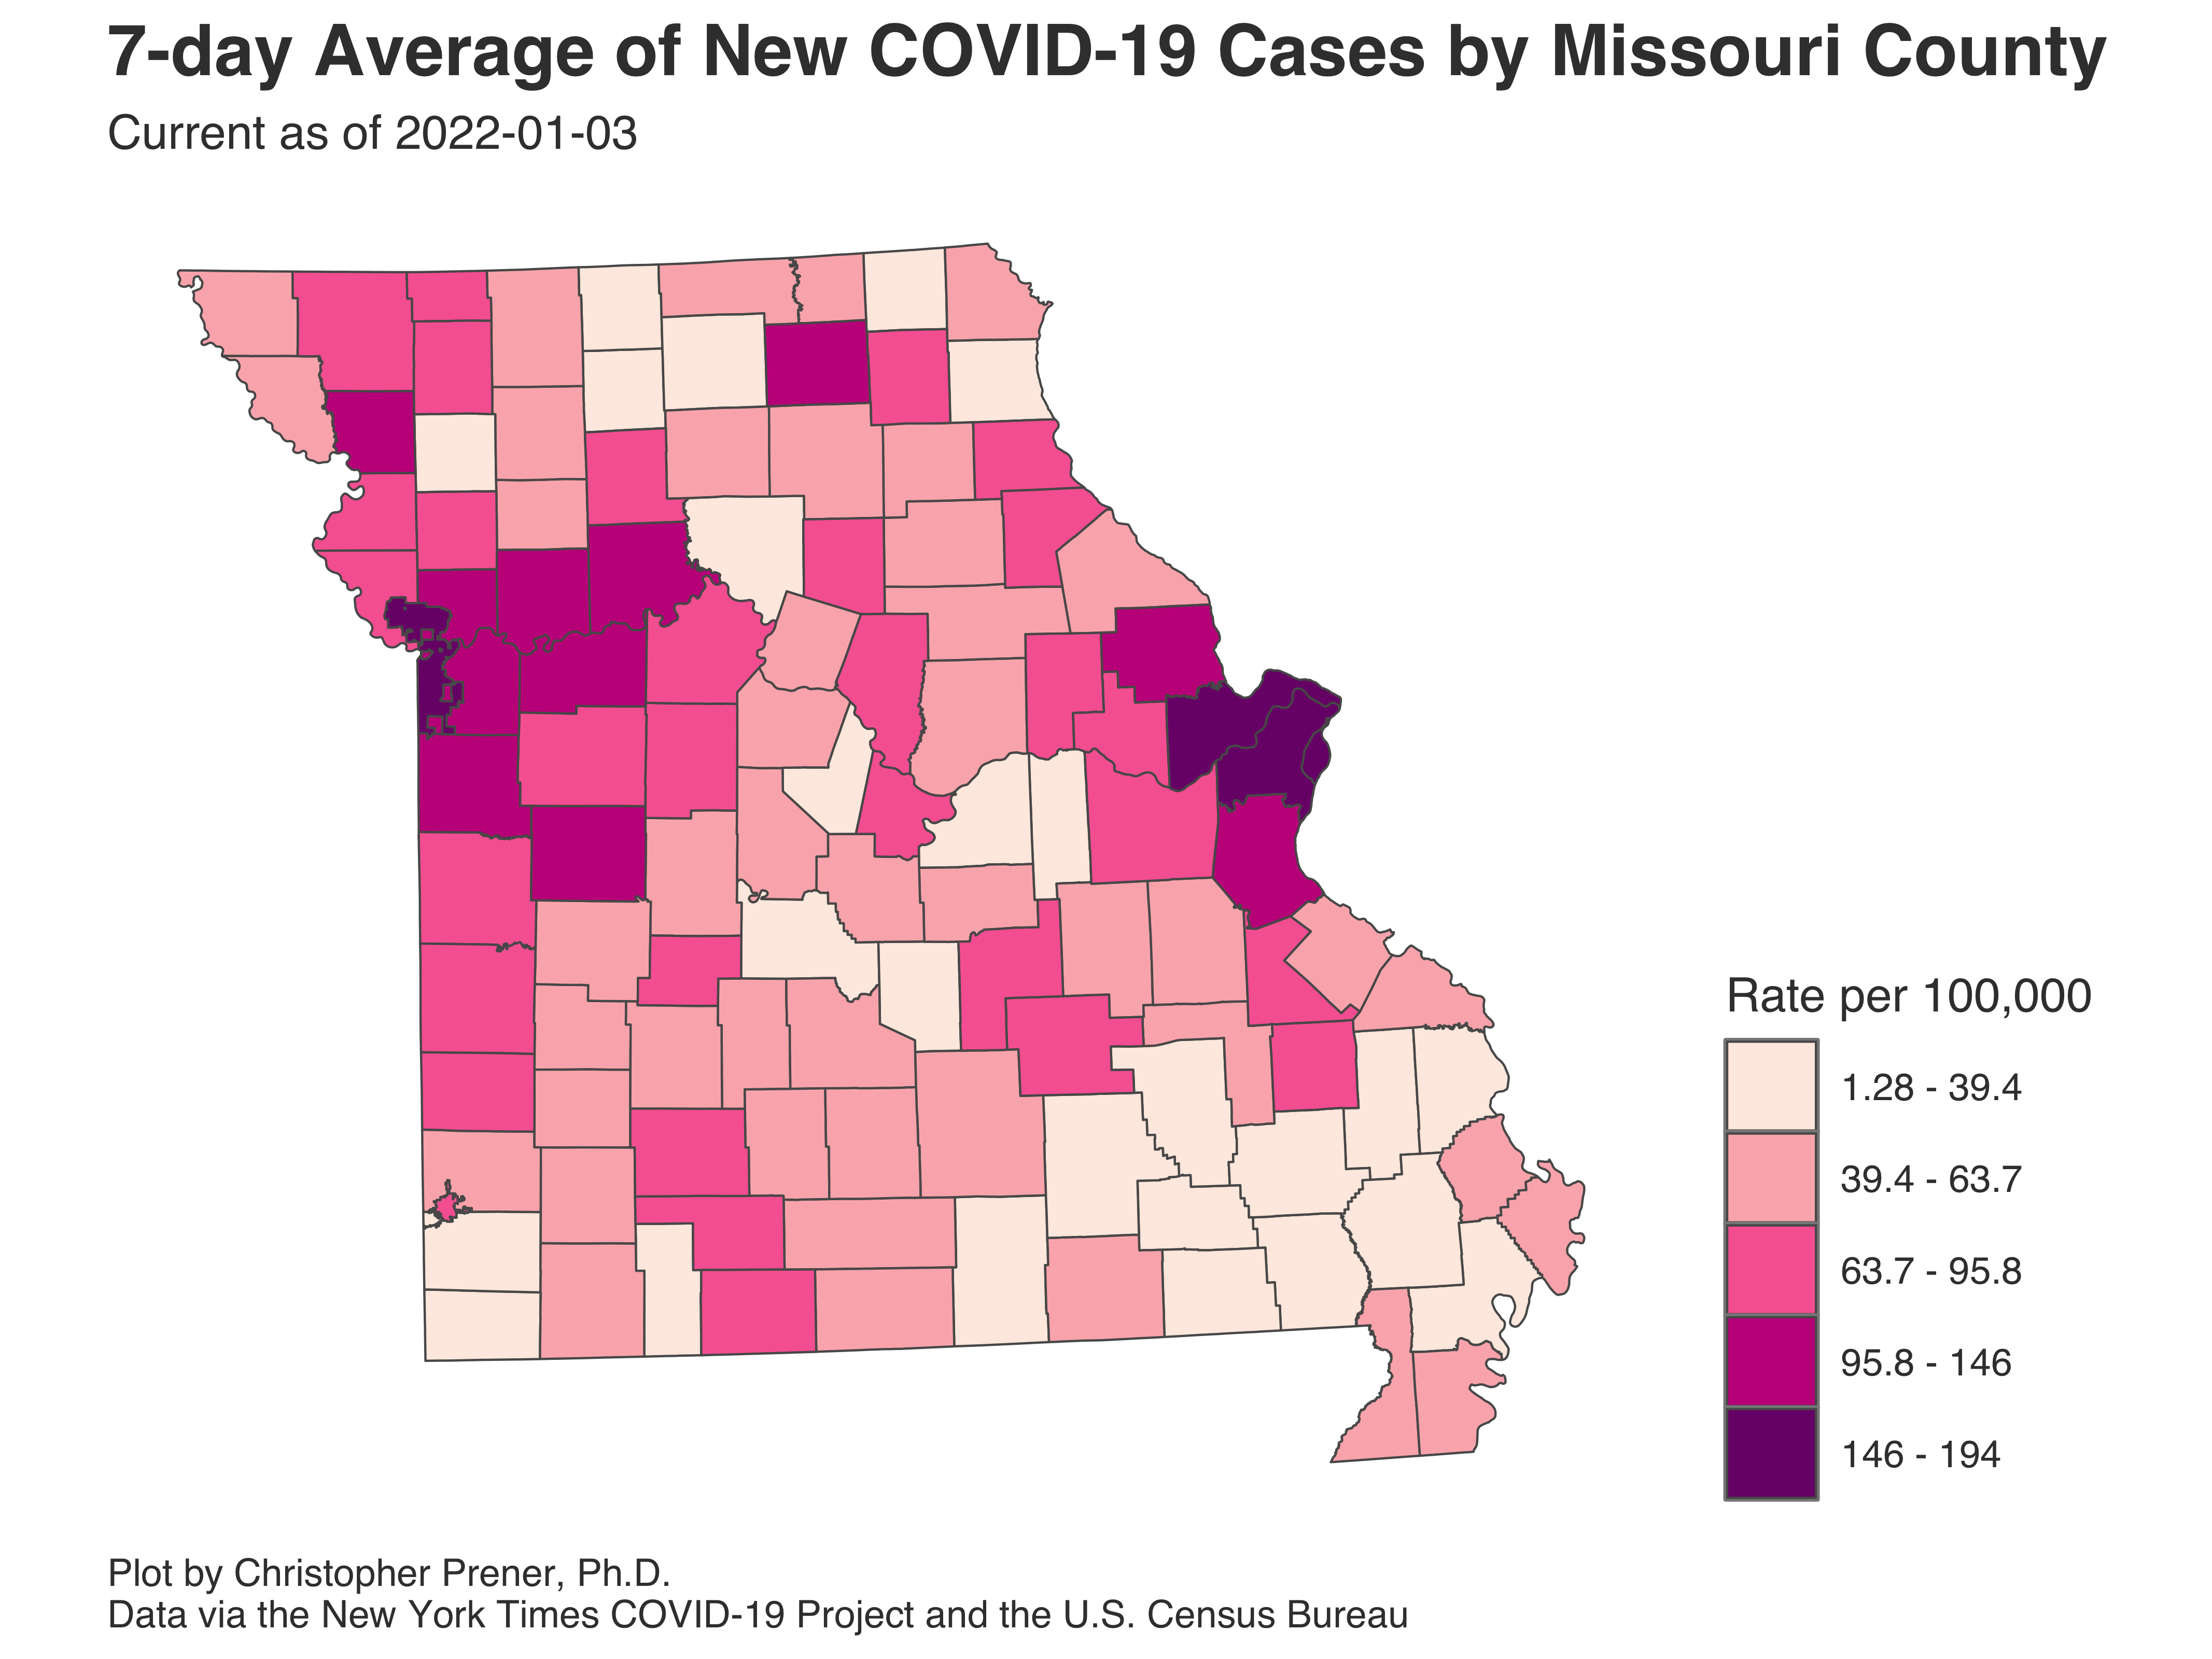 7-day Average of New COVID-19 Cases by Missouri County
Current as of 2022-01-03
Rate per 100,000
1.28 - 39.4
39.4 - 63.7
63.7 - 95.8
95.8 - 146
146 - 194
Plot by Christopher Prener, Ph.D.
Data via the New York Times COVID-19 Project and the U.S. Census Bureau